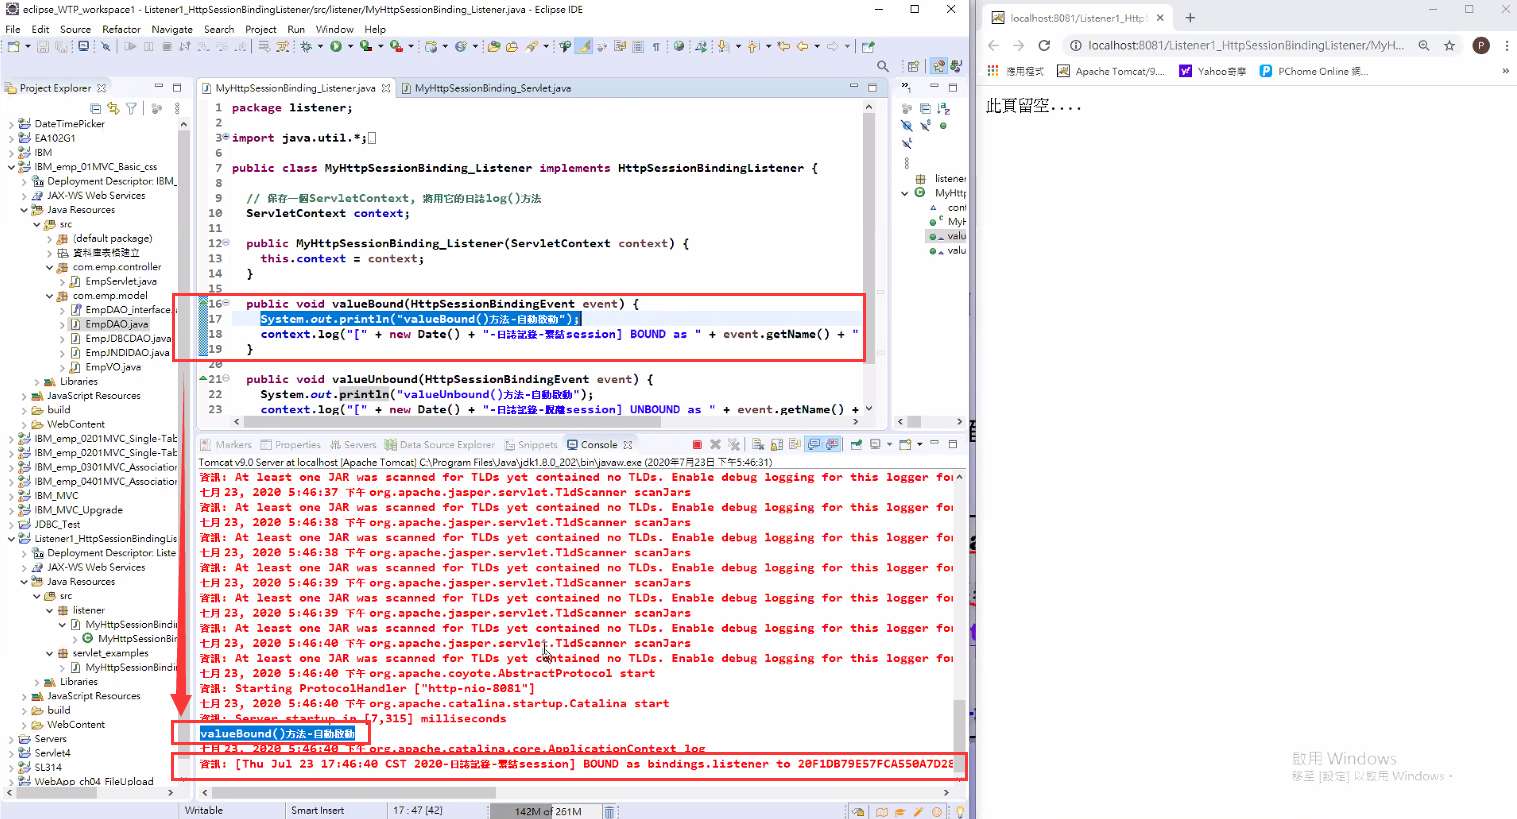 eclipse_WTP_workspace1 - Listener1_HttpSessionBindingListener/src/listener/MyHttpSessionBinding_Listener.java - Eclipse IDE
File Edit Source Refactor Navigate Search Project Run Window Help
Project Explorer
DateTimePicker
EA102G1
IBM
IBM_emp_01MVC_Basic_css
Deployment Descriptor: IBM_
JAX-WS Web Services
Java Resources
src
(default package)
資料庫表格建立
com.emp.controller
EmpServlet.java
com.emp.model
EmpDAO_interface.
EmpDAO.java
EmpJDBCDAO.java
EmpJNDIDAO.java
EmpVO.java
Libraries
JavaScript Resources
build
WebContent
IBM_emp_0201MVC_Single-Tab
IBM_emp_0201MVC_Single-Tab
IBM_emp_0301MVC_Association
IBM_emp_0401MVC_Association
IBM_MVC
IBM_MVC_Upgrade
JDBC_Test
Listener1_HttpSessionBindingLis
Deployment Descriptor: Liste
JAX-WS Web Services
Java Resources
src
listener
MyHttpSessionBindi
MyHttpSessionBin
servlet_examples
MyHttpSessionBindi
Libraries
JavaScript Resources
build
WebContent
Servers
Servlet4
SL314
WebApp_ch04_FileUpload
MyHttpSessionBinding_Listener.java MyHttpSessionBinding_Servlet.java
1 package listener;
2
3 import java.util.*;
6
7 public class MyHttpSessionBinding_Listener implements HttpSessionBindingListener {
8
9 // 保存一個ServletContext, 將用它的日誌log()方法
10 ServletContext context;
11
12 public MyHttpSessionBinding_Listener(ServletContext context) {
13 this.context = context;
14 }
15
16 public void valueBound(HttpSessionBindingEvent event) {
17 System.out.println("valueBound()方法-自動啟動");
18 context.log("[" + new Date() + "-日誌記錄-繫結session] BOUND as " + event.getName() + "
19 }
20
21 public void valueUnbound(HttpSessionBindingEvent event) {
22 System.out.println("valueUnbound()方法-自動啟動");
23 context.log("[" + new Date() + "-日誌記錄-脫離session] UNBOUND as " + event.getName() +
listener
MyHttp
cont
MyH
valu
valu
Markers Properties Servers Data Source Explorer Snippets Console
Tomcat v9.0 Server at localhost [Apache Tomcat] C:\Program Files\Java\jdk1.8.0_202\bin\javaw.exe (2020年7月23日 下午5:46:31)
資訊: At least one JAR was scanned for TLDs yet contained no TLDs. Enable debug logging for this logger for
七月 23, 2020 5:46:37 下午 org.apache.jasper.servlet.TldScanner scanJars
資訊: At least one JAR was scanned for TLDs yet contained no TLDs. Enable debug logging for this logger for
七月 23, 2020 5:46:38 下午 org.apache.jasper.servlet.TldScanner scanJars
資訊: At least one JAR was scanned for TLDs yet contained no TLDs. Enable debug logging for this logger for
七月 23, 2020 5:46:38 下午 org.apache.jasper.servlet.TldScanner scanJars
資訊: At least one JAR was scanned for TLDs yet contained no TLDs. Enable debug logging for this logger for
七月 23, 2020 5:46:39 下午 org.apache.jasper.servlet.TldScanner scanJars
資訊: At least one JAR was scanned for TLDs yet contained no TLDs. Enable debug logging for this logger for
七月 23, 2020 5:46:39 下午 org.apache.jasper.servlet.TldScanner scanJars
資訊: At least one JAR was scanned for TLDs yet contained no TLDs. Enable debug logging for this logger for
七月 23, 2020 5:46:40 下午 org.apache.jasper.servlet.TldScanner scanJars
資訊: At least one JAR was scanned for TLDs yet contained no TLDs. Enable debug logging for this logger for
七月 23, 2020 5:46:40 下午 org.apache.coyote.AbstractProtocol start
資訊: Starting ProtocolHandler ["http-nio-8081"]
七月 23, 2020 5:46:40 下午 org.apache.catalina.startup.Catalina start
資訊: Server startup in [7,315] milliseconds
valueBound()方法-自動啟動
七月 23, 2020 5:46:40 下午 org.apache.catalina.core.ApplicationContext log
資訊: [Thu Jul 23 17:46:40 CST 2020-日誌記錄-繫結session] BOUND as bindings.listener to 20F1DB79E57FCA550A7D28
Writable Smart Insert 17 : 47 [42] 142M of 261M
localhost:8081/Listener1_Http
localhost:8081/Listener1_HttpSessionBindingListener/MyH...
P
應用程式 Apache Tomcat/9.... Yahoo奇摩 PChome Online 網...
此頁留空....
啟用 Windows
移至 [設定] 以啟用 Windows。